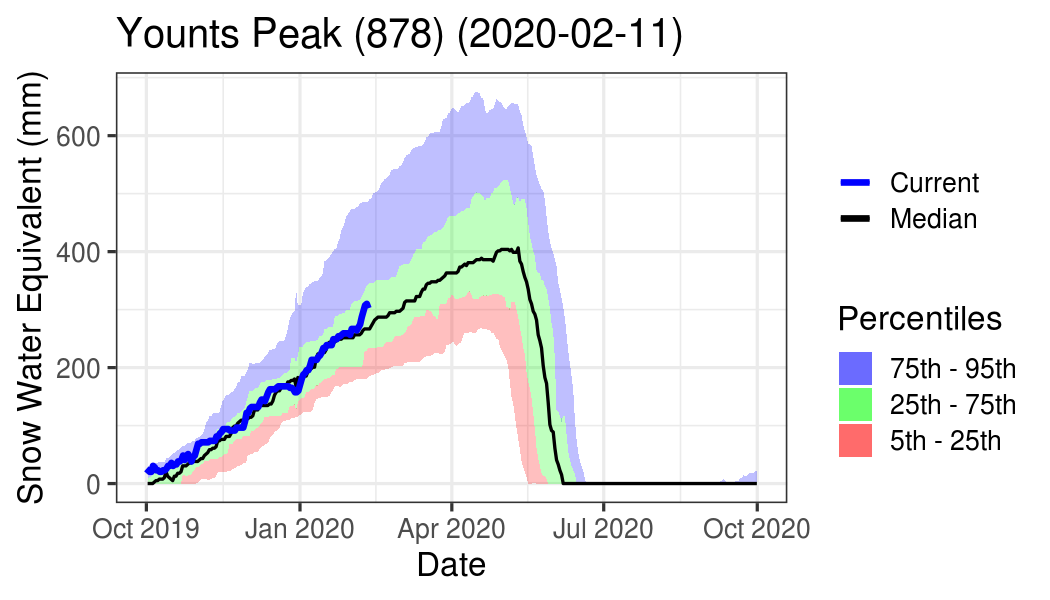 Younts Peak (878) (2020-02-11)
Snow Water Equivalent (mm)
600
400
200
0
Oct 2019
Jan 2020
Apr 2020
Jul 2020
Oct 2020
Date
Current
Median
Percentiles
75th - 95th
25th - 75th
5th - 25th